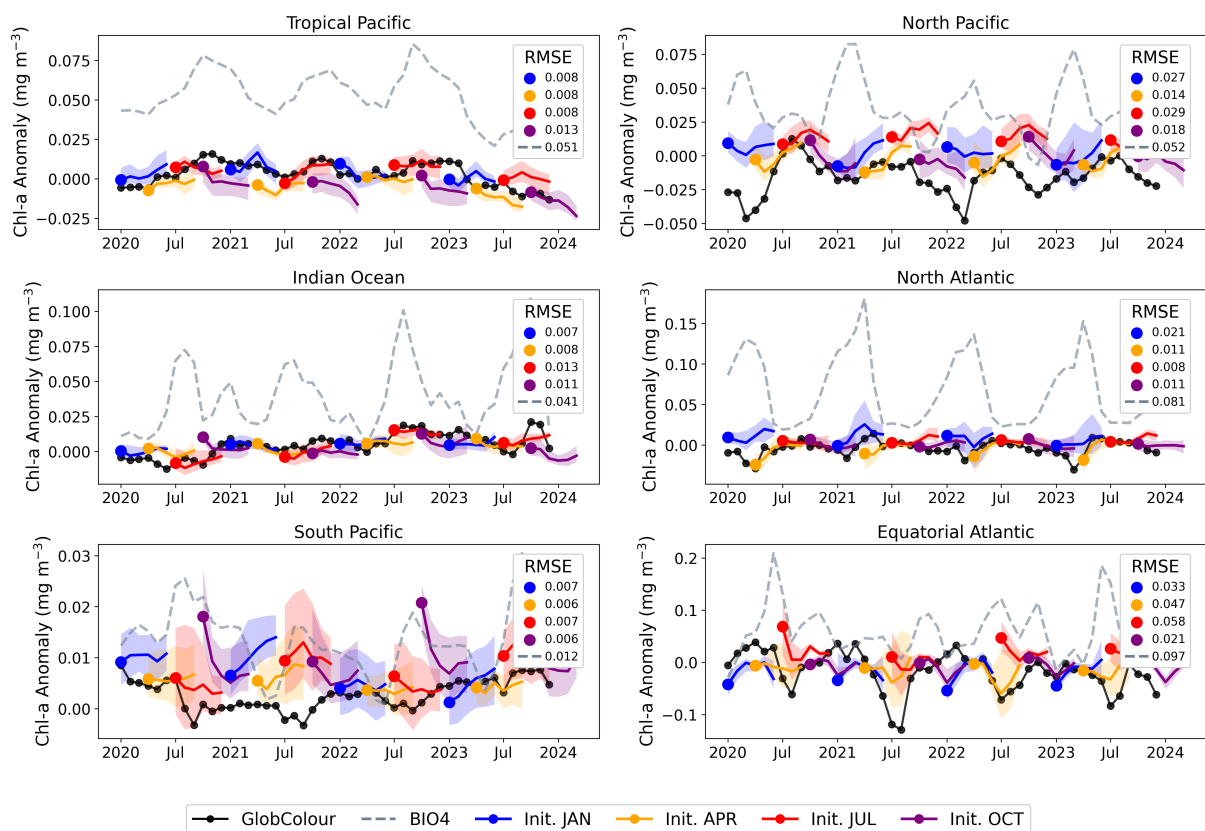 Tropical Pacific
Chl-a Anomaly (mg m−3)
0.075
0.050
0.025
0.000
−0.025
2020 Jul 2021 Jul 2022 Jul 2023 Jul 2024
RMSE
0.008
0.008
0.008
0.013
0.051
North Pacific
Chl-a Anomaly (mg m−3)
0.075
0.050
0.025
0.000
−0.025
−0.050
2020 Jul 2021 Jul 2022 Jul 2023 Jul 2024
RMSE
0.027
0.014
0.029
0.018
0.052
Indian Ocean
Chl-a Anomaly (mg m−3)
0.100
0.075
0.050
0.025
0.000
2020 Jul 2021 Jul 2022 Jul 2023 Jul 2024
RMSE
0.007
0.008
0.013
0.011
0.041
North Atlantic
Chl-a Anomaly (mg m−3)
0.15
0.10
0.05
0.00
2020 Jul 2021 Jul 2022 Jul 2023 Jul 2024
RMSE
0.021
0.011
0.008
0.011
0.081
South Pacific
Chl-a Anomaly (mg m−3)
0.03
0.02
0.01
0.00
2020 Jul 2021 Jul 2022 Jul 2023 Jul 2024
RMSE
0.007
0.006
0.007
0.006
0.012
Equatorial Atlantic
Chl-a Anomaly (mg m−3)
0.2
0.1
0.0
−0.1
2020 Jul 2021 Jul 2022 Jul 2023 Jul 2024
RMSE
0.033
0.047
0.058
0.021
0.097
GlobColour BIO4 Init. JAN Init. APR Init. JUL Init. OCT